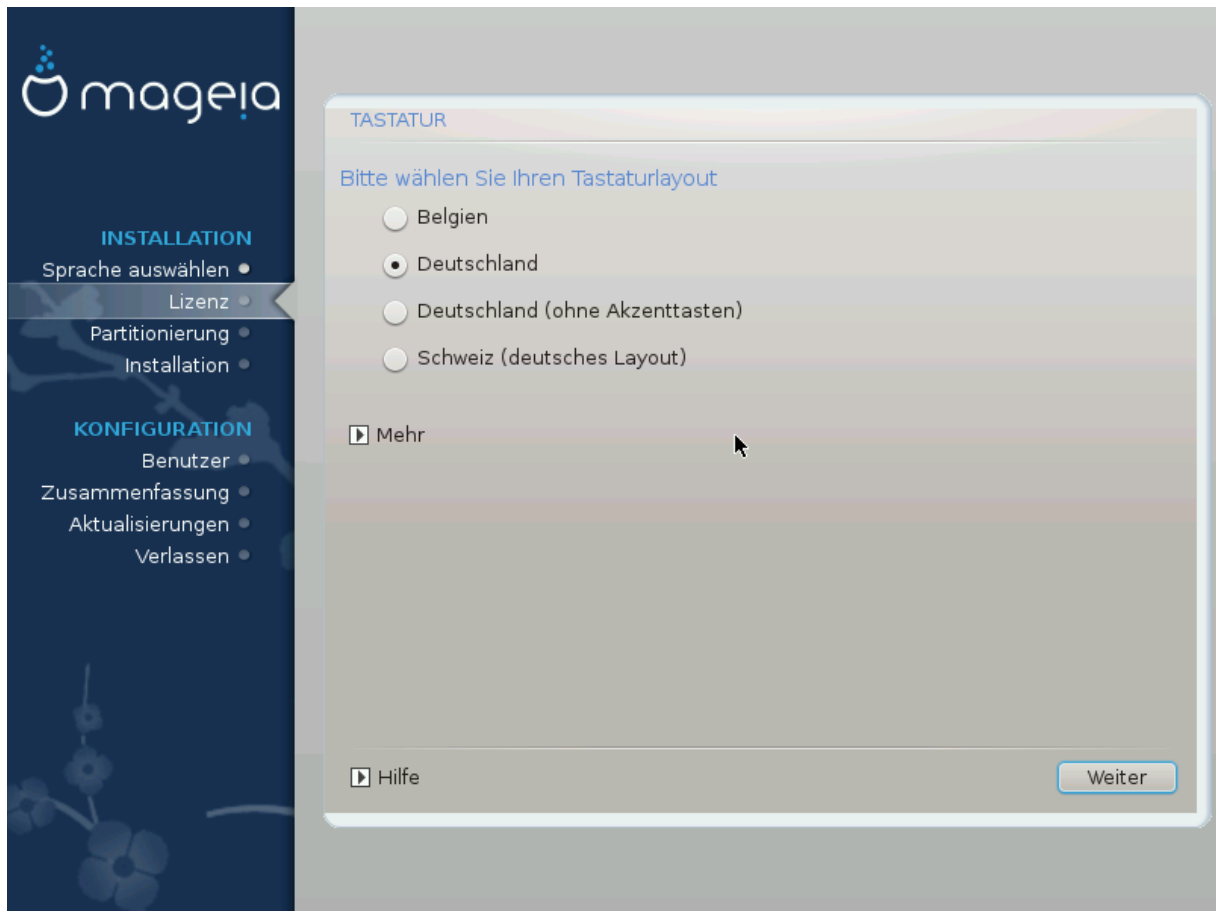 mageia
INSTALLATION
Sprache auswählen
Lizenz
Partitionierung
Installation
KONFIGURATION
Benutzer
Zusammenfassung
Aktualisierungen
Verlassen
TASTATUR
Bitte wählen Sie Ihren Tastaturlayout
Belgien
Deutschland
Deutschland (ohne Akzenttasten)
Schweiz (deutsches Layout)
Mehr
Hilfe
Weiter